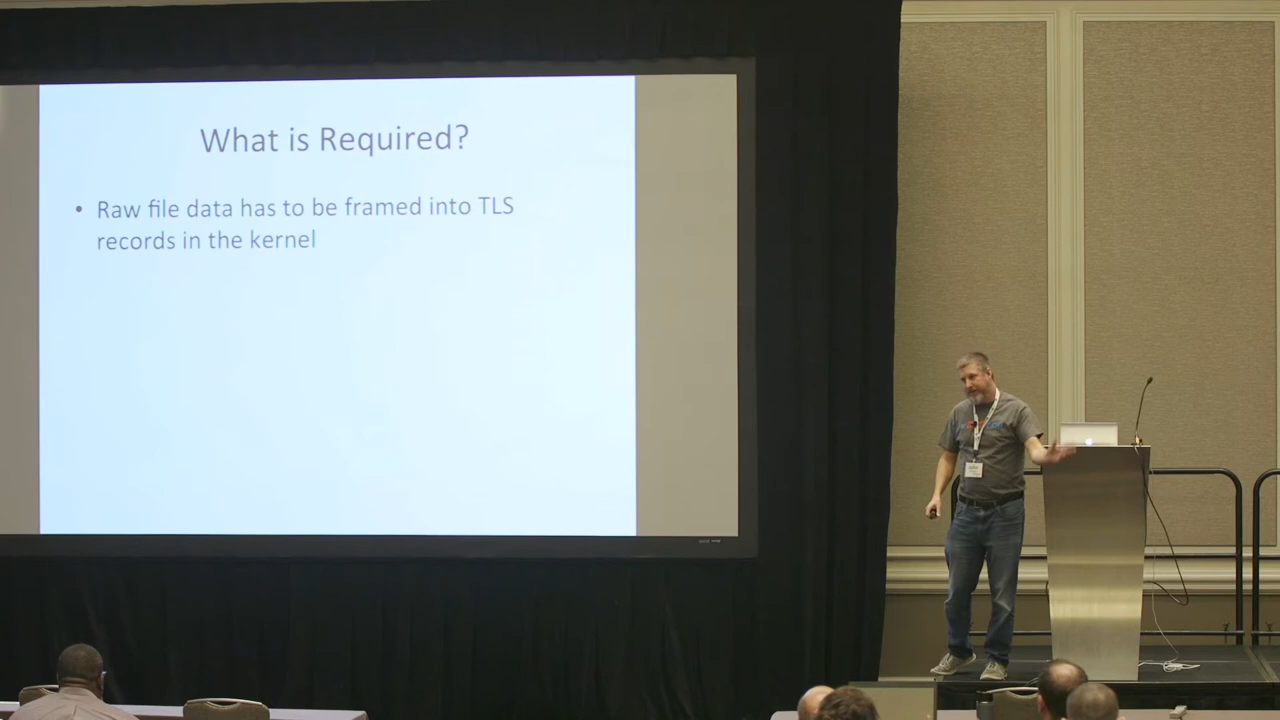 What is Required?
• Raw file data has to be framed into TLS
records in the kernel